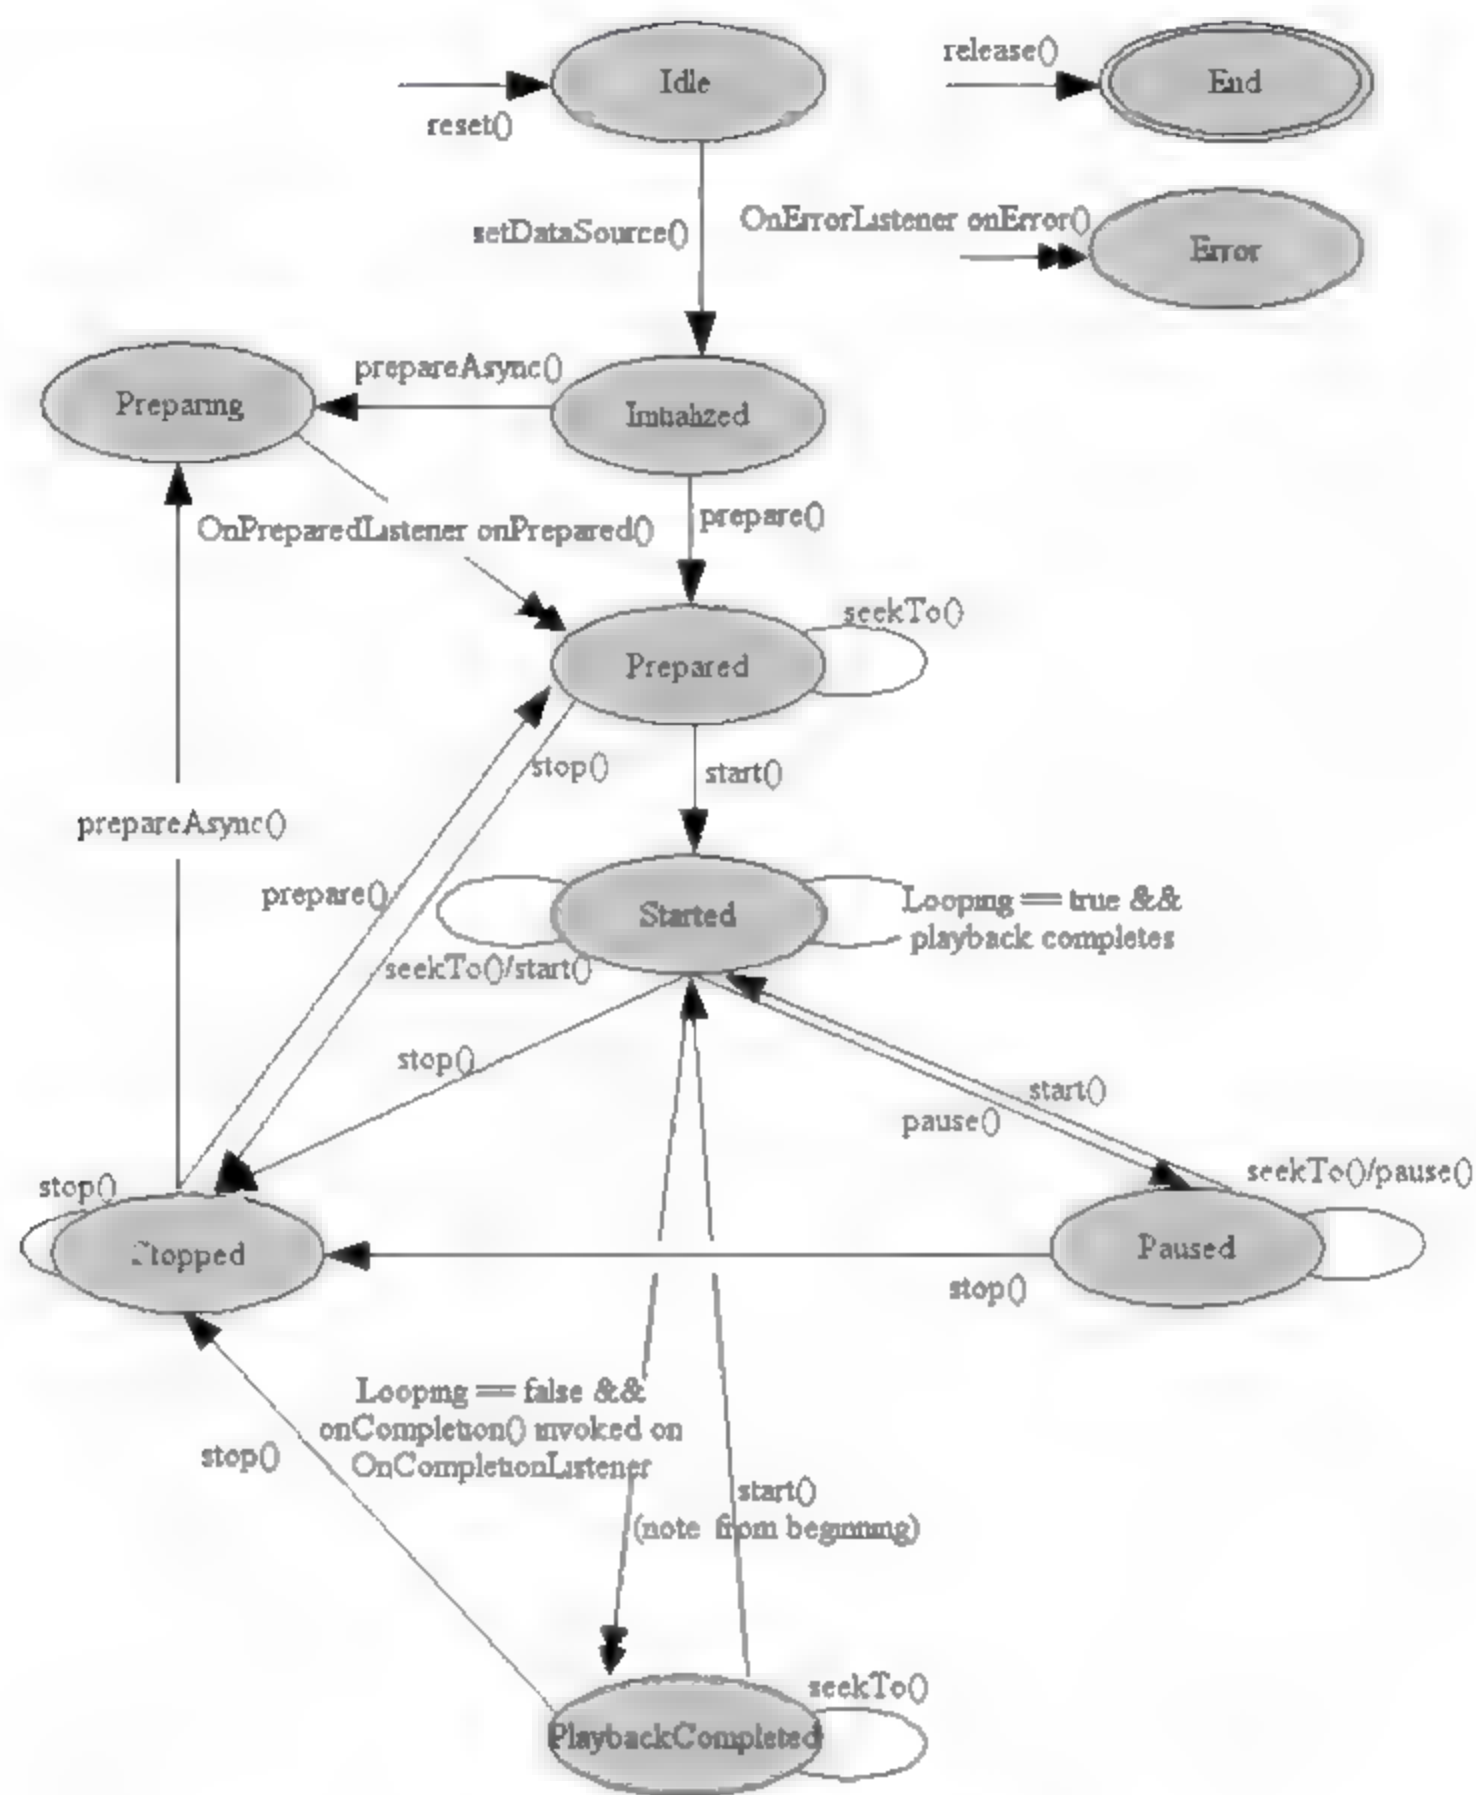 Idle
release()
End
reset()
setDataSource()
OnErrorListener onError()
Error
Preparing
prepareAsync()
Initialized
OnPreparedListener onPrepared()
prepare()
seekTo()
Prepared
stop()
start()
prepareAsync()
prepare()
Started
Looping == true &&
playback completes
seekTo()/start()
stop()
start()
pause()
stop()
seekTo()/pause()
Stopped
Paused
stop()
Looping == false &&
onCompletion() invoked on
OnCompletionListener
stop()
start()
(note from beginning)
seekTo()
PlaybackCompleted